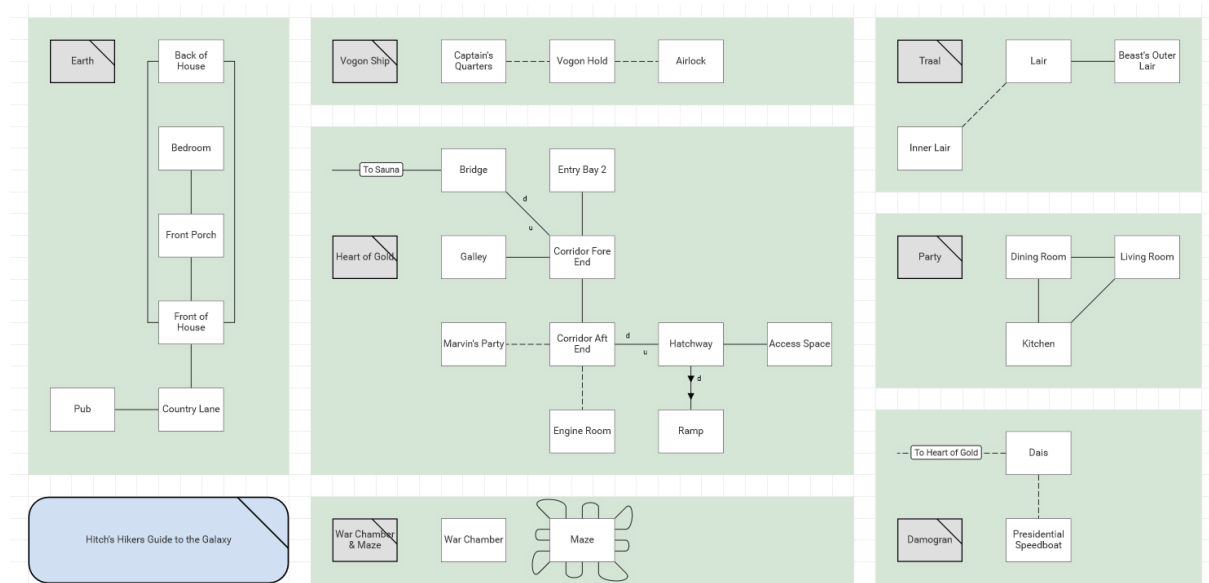 Earth
Back of
House
Bedroom
Front Porch
Front of
House
Pub
Country Lane
Hitch's Hikers Guide to the Galaxy
Vogon Ship
Captain's
Quarters
Vogon Hold
Airlock
To Sauna
Bridge
Entry Bay 2
d
u
Heart of Gold
Galley
Corridor Fore
End
Marvin's Party
Corridor Aft
End
d
u
Hatchway
Access Space
d
Engine Room
Ramp
War Chamber
& Maze
War Chamber
Maze
Traal
Lair
Beast's Outer
Lair
Inner Lair
Party
Dining Room
Living Room
Kitchen
To Heart of Gold
Dais
Damogran
Presidential
Speedboat